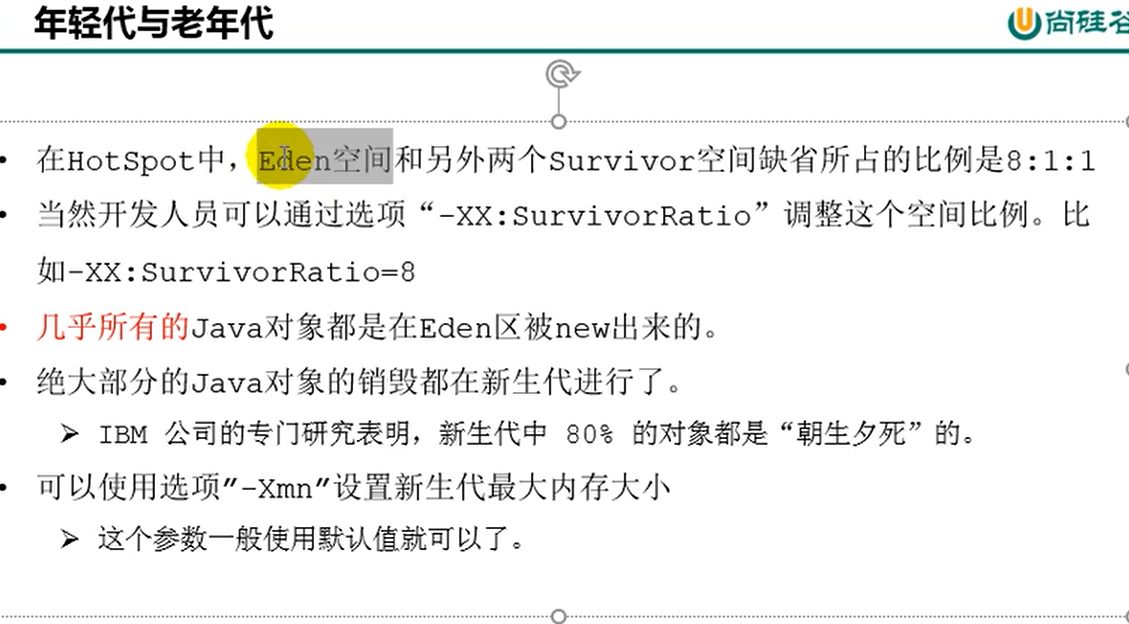 年轻代与老年代
尚硅谷
• 在HotSpot中，Eden空间和另外两个Survivor空间缺省所占的比例是8:1:1
• 当然开发人员可以通过选项“-XX:SurvivorRatio”调整这个空间比例。比
如-XX:SurvivorRatio=8
• 几乎所有的Java对象都是在Eden区被new出来的。
• 绝大部分的Java对象的销毁都在新生代进行了。
➢ IBM 公司的专门研究表明，新生代中 80% 的对象都是“朝生夕死”的。
• 可以使用选项"-Xmn"设置新生代最大内存大小
➢ 这个参数一般使用默认值就可以了。